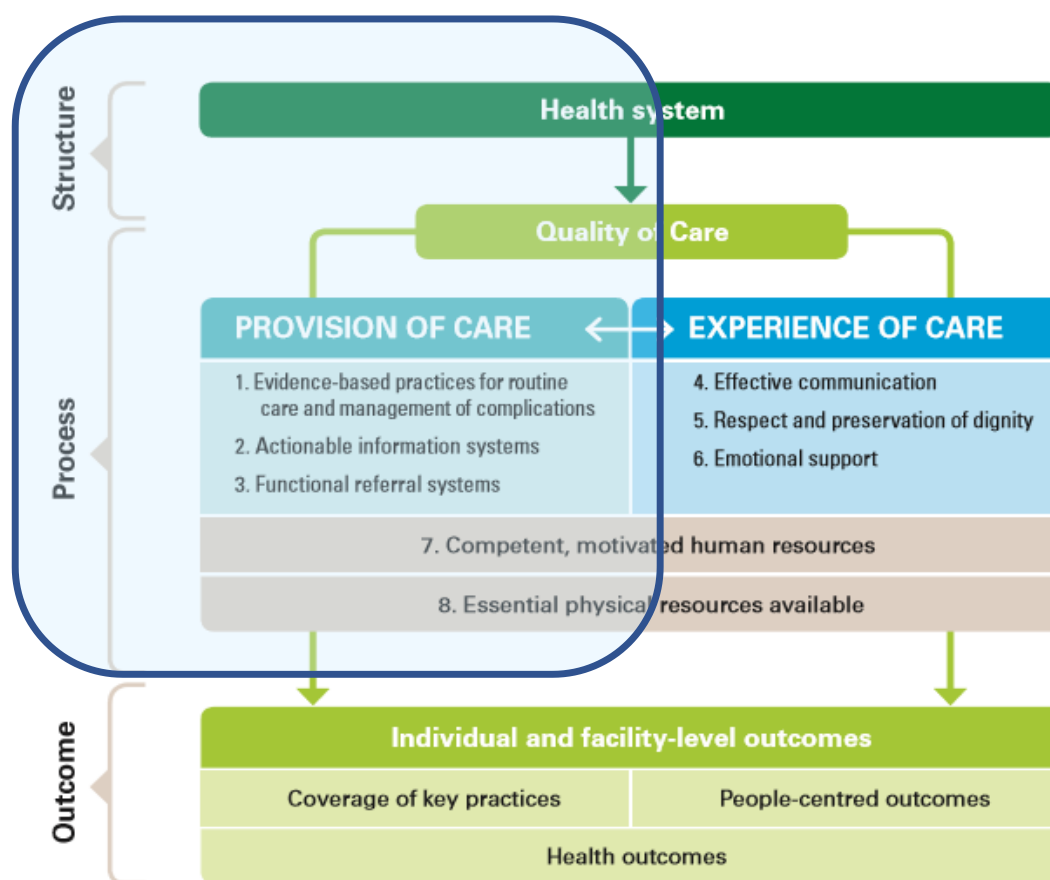 Structure
Health system
Quality of Care
Process
PROVISION OF CARE
1. Evidence-based practices for routine
care and management of complications
2. Actionable information systems
3. Functional referral systems
EXPERIENCE OF CARE
4. Effective communication
5. Respect and preservation of dignity
6. Emotional support
7. Competent, motivated human resources
8. Essential physical resources available
Outcome
Individual and facility-level outcomes
Coverage of key practices
People-centred outcomes
Health outcomes